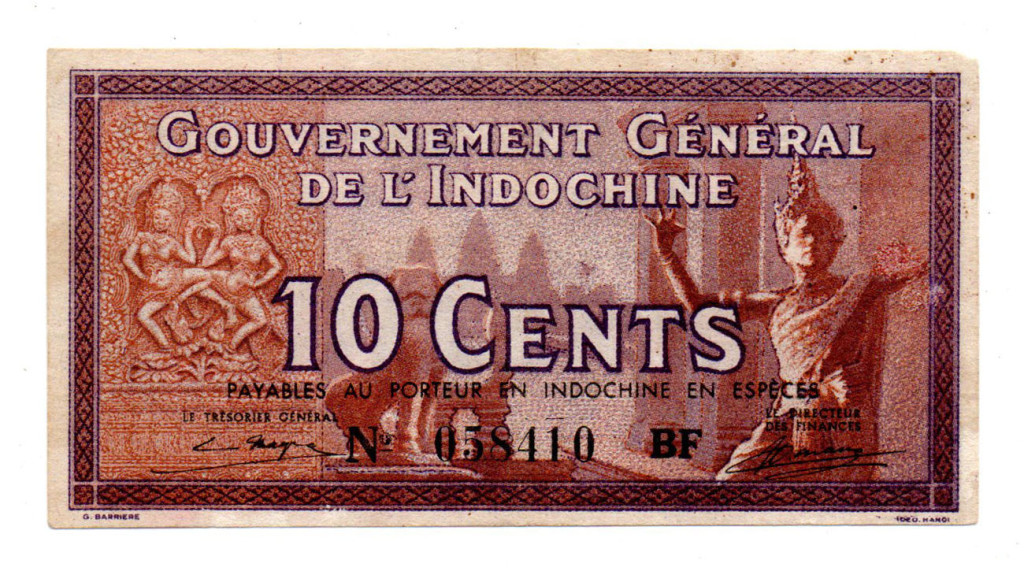 GOUVERNEMENT GÉNÉRAL
DE L'INDOCHINE
10 CENTS
PAYABLES AU PORTEUR EN INDOCHINE EN ESPÈCES
LE TRÉSORIER GÉNÉRAL
LE DIRECTEUR
DES FINANCES
No 058410 BF
G. BARRIÈRE
IDEO. HANOI